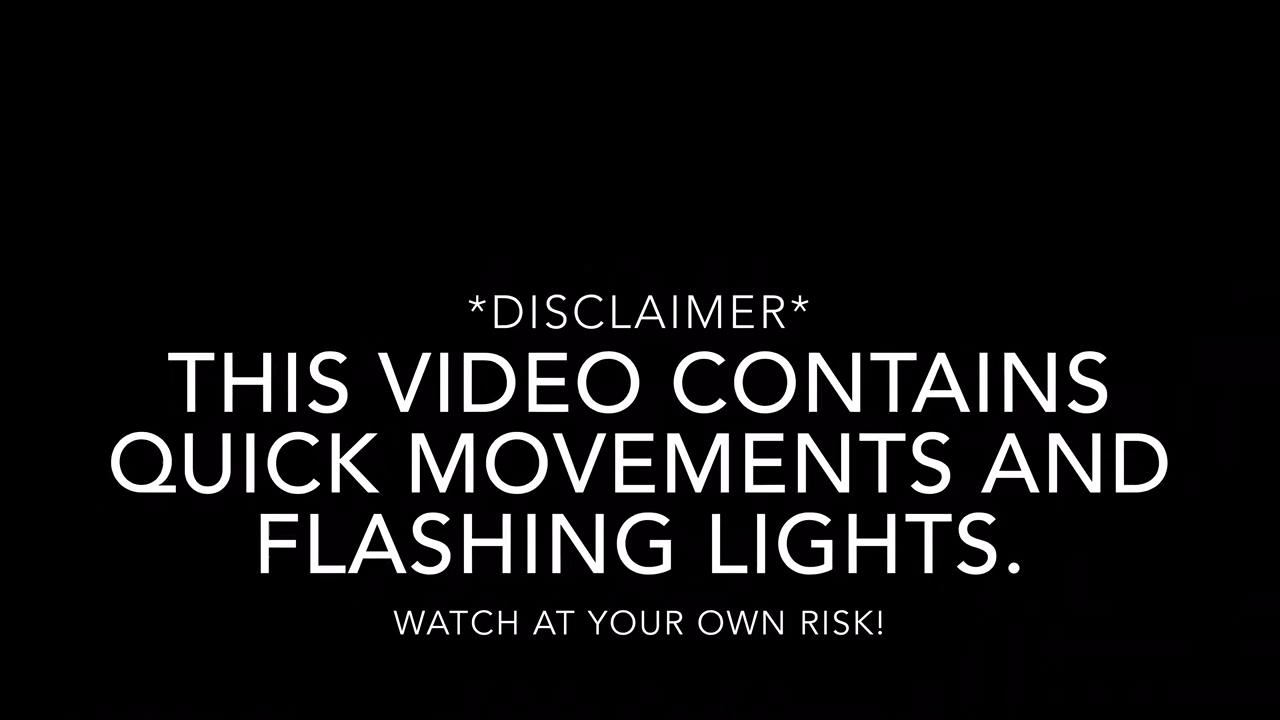 *DISCLAIMER*
THIS VIDEO CONTAINS
QUICK MOVEMENTS AND
FLASHING LIGHTS.
WATCH AT YOUR OWN RISK!